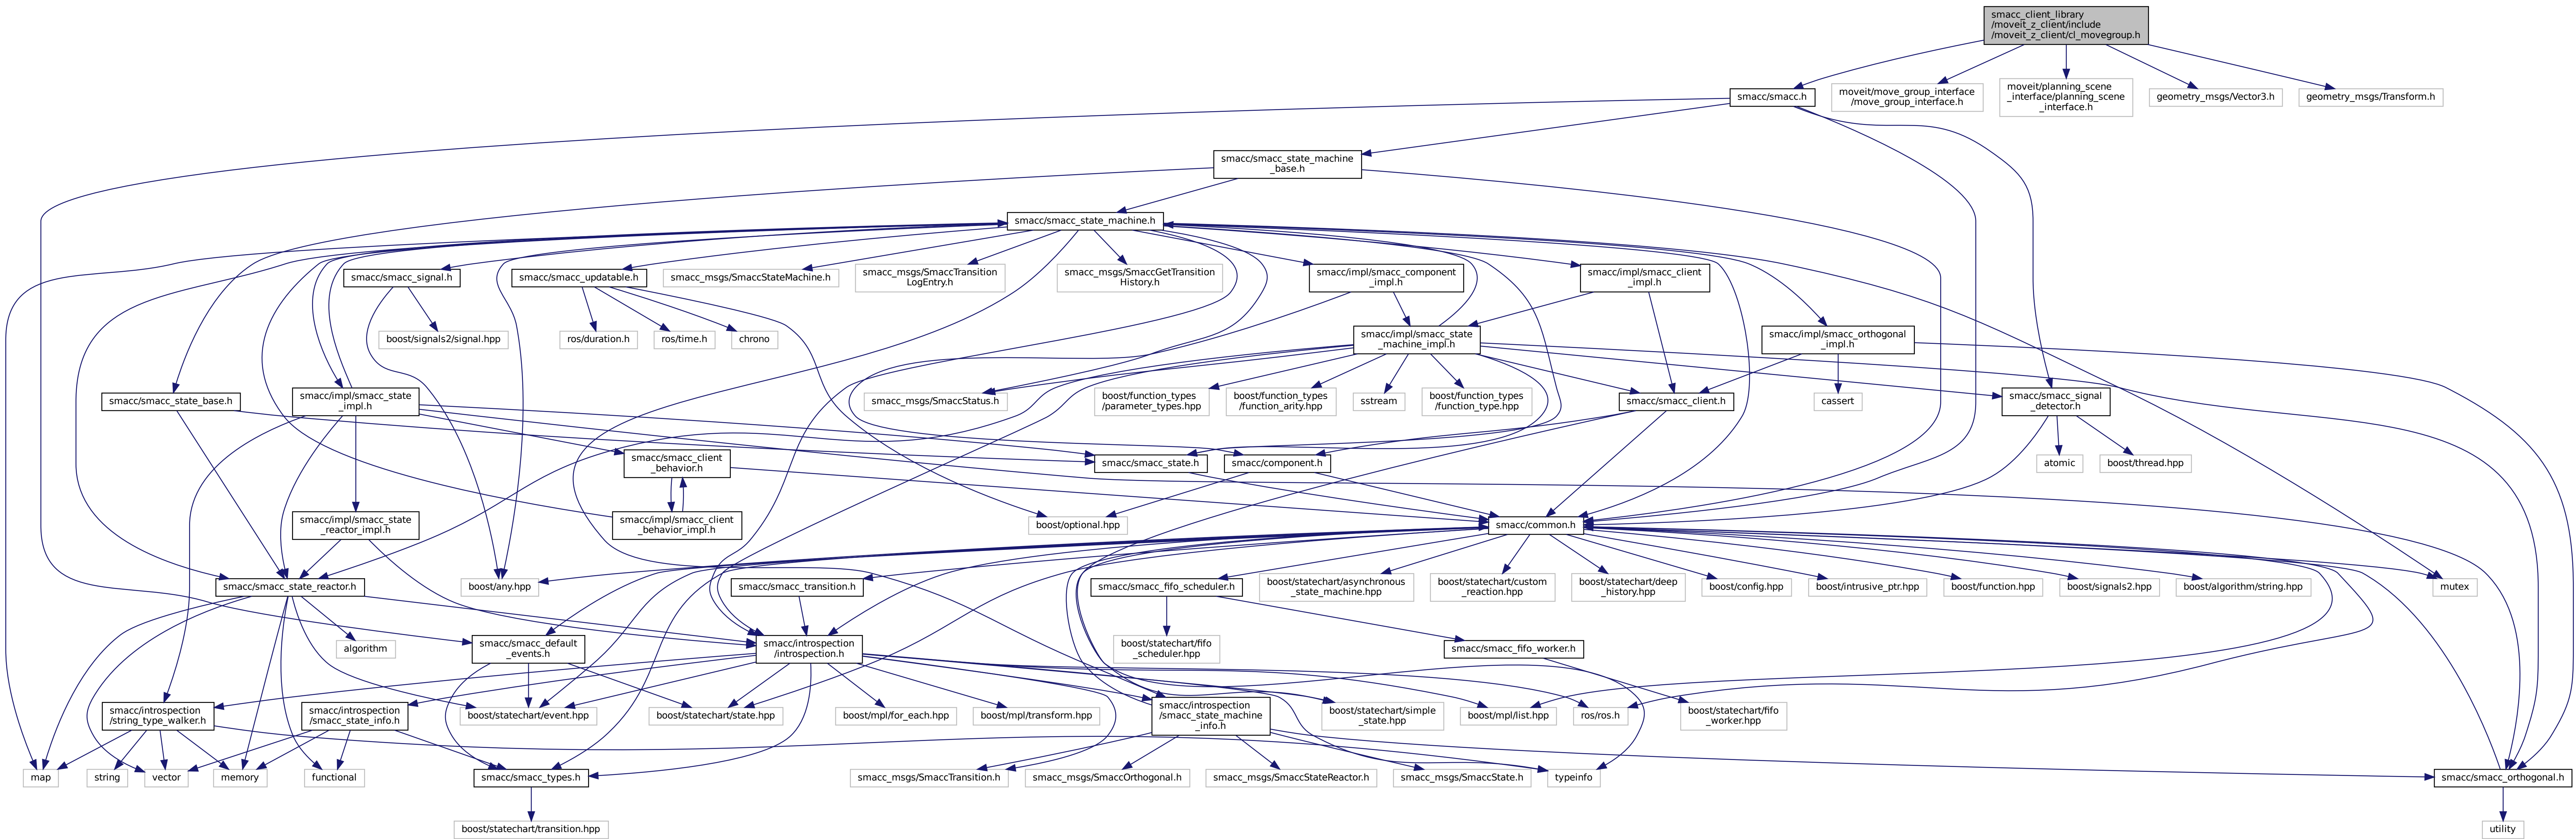 smacc_client_library
/moveit_z_client/include
/moveit_z_client/cl_movegroup.h
smacc/smacc.h
moveit/move_group_interface
/move_group_interface.h
moveit/planning_scene
_interface/planning_scene
_interface.h
geometry_msgs/Vector3.h
geometry_msgs/Transform.h
smacc/smacc_state_machine
_base.h
smacc/smacc_state_machine.h
smacc/smacc_signal.h
smacc/smacc_updatable.h
smacc_msgs/SmaccStateMachine.h
smacc_msgs/SmaccTransition
LogEntry.h
smacc_msgs/SmaccGetTransition
History.h
smacc/impl/smacc_component
_impl.h
smacc/impl/smacc_client
_impl.h
boost/signals2/signal.hpp
ros/duration.h
ros/time.h
chrono
smacc/impl/smacc_state
_machine_impl.h
smacc/impl/smacc_orthogonal
_impl.h
smacc/smacc_state_base.h
smacc/impl/smacc_state
_impl.h
smacc_msgs/SmaccStatus.h
boost/function_types
/parameter_types.hpp
boost/function_types
/function_arity.hpp
sstream
boost/function_types
/function_type.hpp
smacc/smacc_client.h
cassert
smacc/smacc_signal
_detector.h
smacc/smacc_client
_behavior.h
smacc/smacc_state.h
smacc/component.h
atomic
boost/thread.hpp
smacc/impl/smacc_state
_reactor_impl.h
smacc/impl/smacc_client
_behavior_impl.h
boost/optional.hpp
smacc/common.h
smacc/smacc_state_reactor.h
boost/any.hpp
smacc/smacc_transition.h
smacc/smacc_fifo_scheduler.h
boost/statechart/asynchronous
_state_machine.hpp
boost/statechart/custom
_reaction.hpp
boost/statechart/deep
_history.hpp
boost/config.hpp
boost/intrusive_ptr.hpp
boost/function.hpp
boost/signals2.hpp
boost/algorithm/string.hpp
mutex
algorithm
smacc/smacc_default
_events.h
smacc/introspection
/introspection.h
boost/statechart/fifo
_scheduler.hpp
smacc/smacc_fifo_worker.h
smacc/introspection
/string_type_walker.h
smacc/introspection
/smacc_state_info.h
boost/statechart/event.hpp
boost/statechart/state.hpp
boost/mpl/for_each.hpp
boost/mpl/transform.hpp
smacc/introspection
/smacc_state_machine
_info.h
boost/statechart/simple
_state.hpp
boost/mpl/list.hpp
ros/ros.h
boost/statechart/fifo
_worker.hpp
map
string
vector
memory
functional
smacc/smacc_types.h
smacc_msgs/SmaccTransition.h
smacc_msgs/SmaccOrthogonal.h
smacc_msgs/SmaccStateReactor.h
smacc_msgs/SmaccState.h
typeinfo
smacc/smacc_orthogonal.h
boost/statechart/transition.hpp
utility